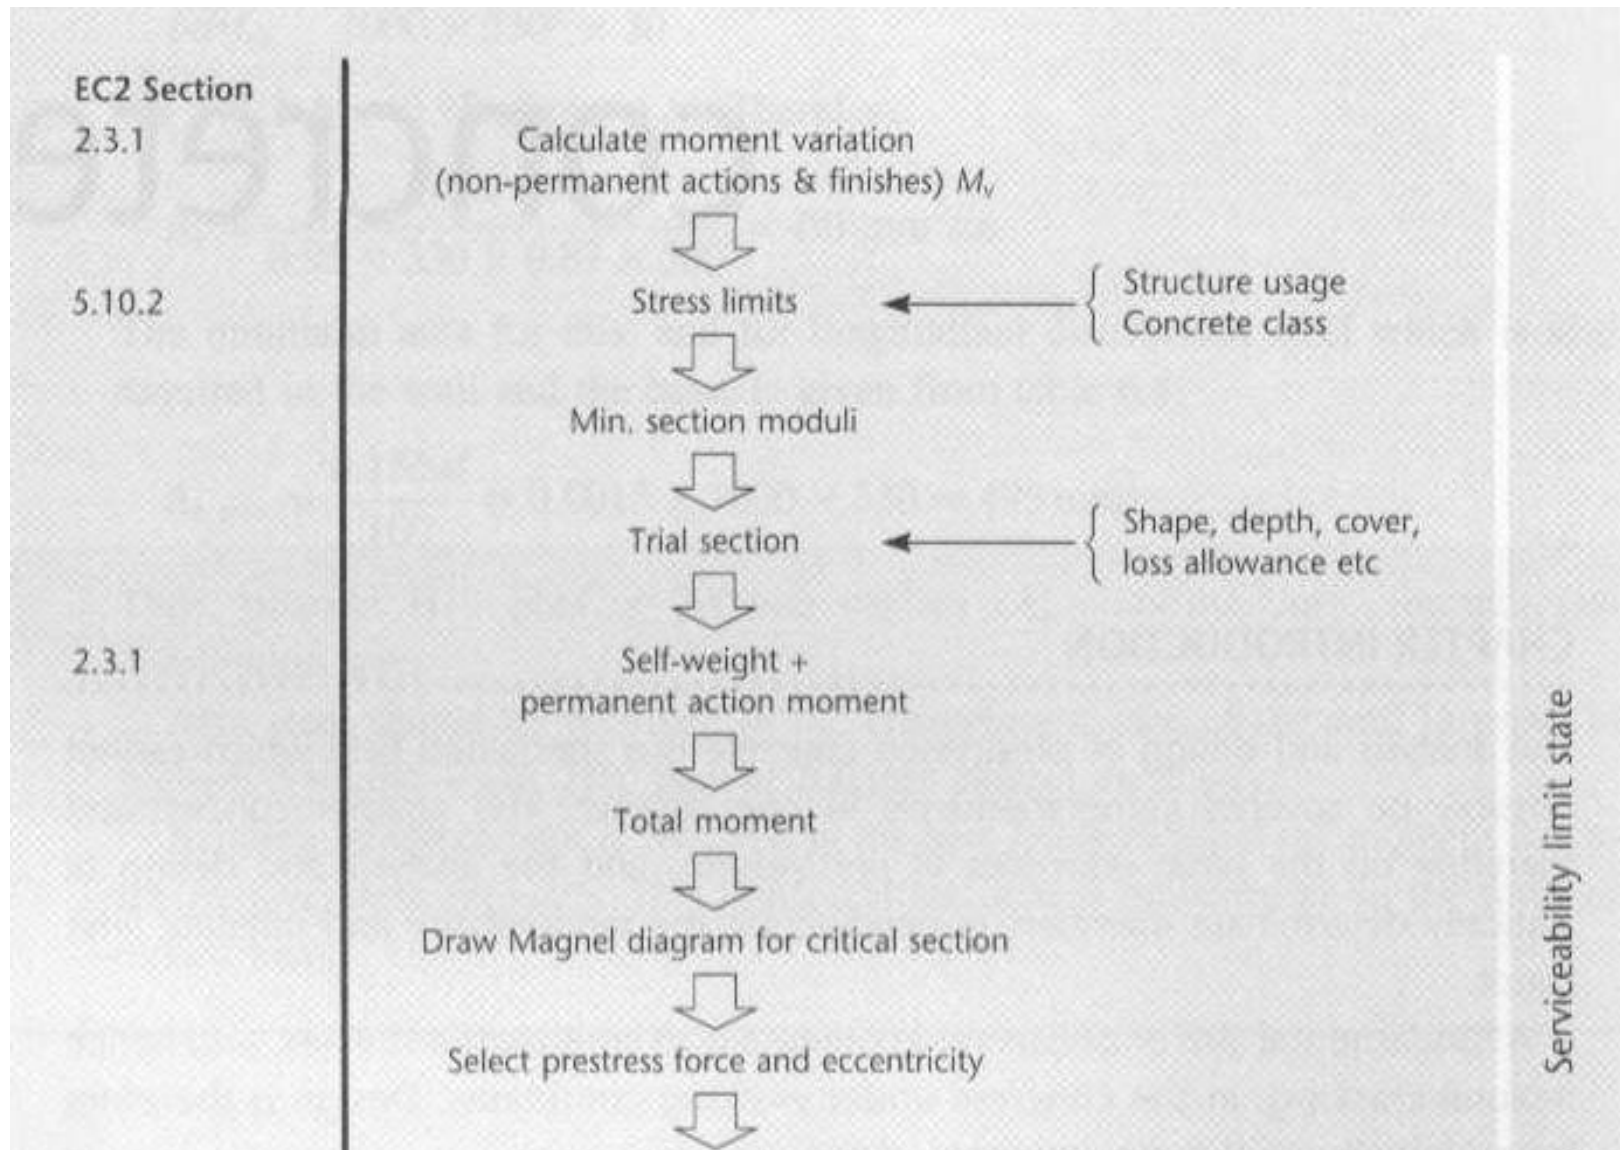 EC2 Section
2.3.1
Calculate moment variation
(non-permanent actions & finishes) Mv
5.10.2
Stress limits
Structure usage
Concrete class
Min. section moduli
Trial section
Shape, depth, cover,
loss allowance etc
2.3.1
Self-weight +
permanent action moment
Total moment
Draw Magnel diagram for critical section
Select prestress force and eccentricity
Serviceability limit state